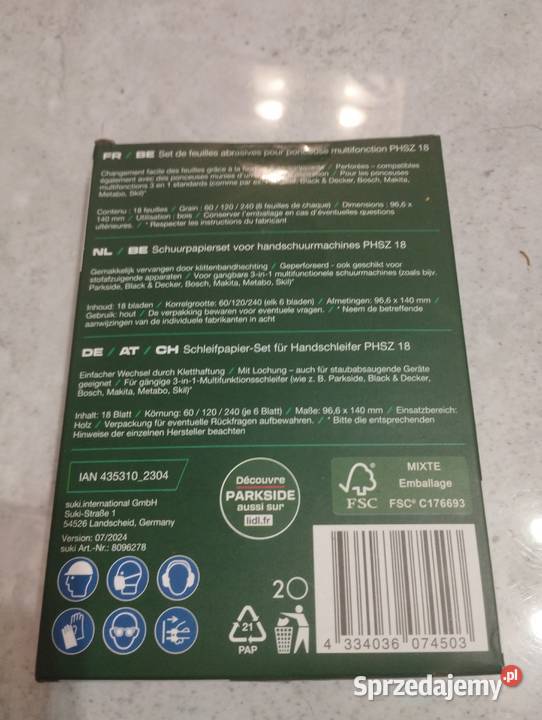 FR / BE Set de feuilles abrasives pour ponceuse multifonction PHSZ 18
Changement facile des feuilles grâce à la Perforées – compatibles
également avec des ponceuses munies d'un Pour les ponceuses
multifonctions 3 en 1 standards (comme par ex. Black & Decker, Bosch, Makita,
Metabo, Skil)*
Contenu : 18 feuilles / Grain : 60 / 120 / 240 (6 feuilles de chaque) / Dimensions : 96,6 x
140 mm / Utilisation : bois / Conserver l'emballage en cas d'éventuelles questions
ultérieures. / * Respecter les instructions du fabricant
NL / BE Schuurpapierset voor handschuurmachines PHSZ 18
Gemakkelijk vervangen door klittenbandhechting / Geperforeerd – ook geschikt voor
stofafzuigende apparaten / Voor gangbare 3-in-1 multifunctionele schuurmachines (zoals bijv.
Parkside, Black & Decker, Bosch, Makita, Metabo, Skil)*
Inhoud: 18 bladen / Korrelgrootte: 60/120/240 (elk 6 bladen) / Afmetingen: 96,6 x 140 mm /
Gebruik: hout / De verpakking bewaren voor eventuele vragen. / * Neem de betreffende
aanwijzingen van de individuele fabrikanten in acht
DE / AT / CH Schleifpapier-Set für Handschleifer PHSZ 18
Einfacher Wechsel durch Kletthaftung / Mit Lochung – auch für staubabsaugende Geräte
geeignet / Für gängige 3-in-1-Multifunktionsschleifer (wie z. B. Parkside, Black & Decker,
Bosch, Makita, Metabo, Skil)*
Inhalt: 18 Blatt / Körnung: 60 / 120 / 240 (je 6 Blatt) / Maße: 96,6 x 140 mm / Einsatzbereich:
Holz / Verpackung für eventuelle Rückfragen aufbewahren. / * Bitte die entsprechenden
Hinweise der einzelnen Hersteller beachten
IAN 435310_2304
suki.international GmbH
Suki-Straße 1
54526 Landscheid, Germany
Version: 07/2024
suki Art.-Nr.: 8096278
Découvre
PARKSIDE
aussi sur
lidl.fr
FSC
MIXTE
Emballage
FSC® C176693
20
21
PAP
4 334036 074503
Sprzedajemy.pl